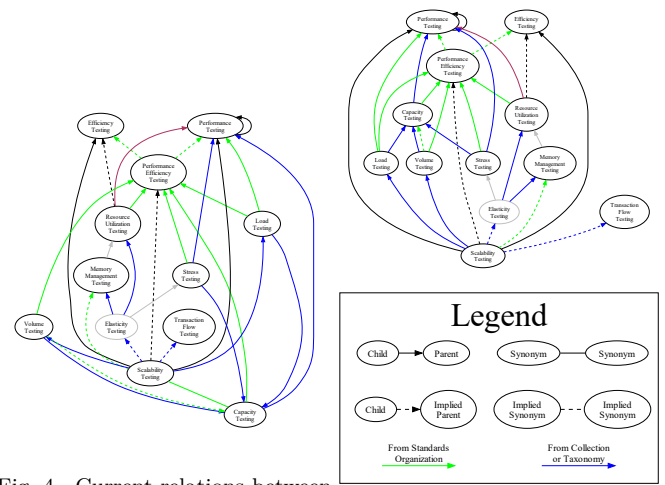 Performance
Testing
Efficiency
Testing
Performance
Efficiency
Testing
Capacity
Testing
Resource
Utilization
Testing
Load
Testing
Volume
Testing
Stress
Testing
Memory
Management
Testing
Elasticity
Testing
Transaction
Flow
Testing
Scalability
Testing
Efficiency
Testing
Performance
Testing
Performance
Efficiency
Testing
Resource
Utilization
Testing
Load
Testing
Memory
Management
Testing
Stress
Testing
Volume
Testing
Elasticity
Testing
Transaction
Flow
Testing
Scalability
Testing
Capacity
Testing
Legend
Child
Parent
Synonym
Synonym
Child
Implied
Parent
Implied
Synonym
Implied
Synonym
From Standards
Organization
From Collection
or Taxonomy
Fig. 4. Current relations between